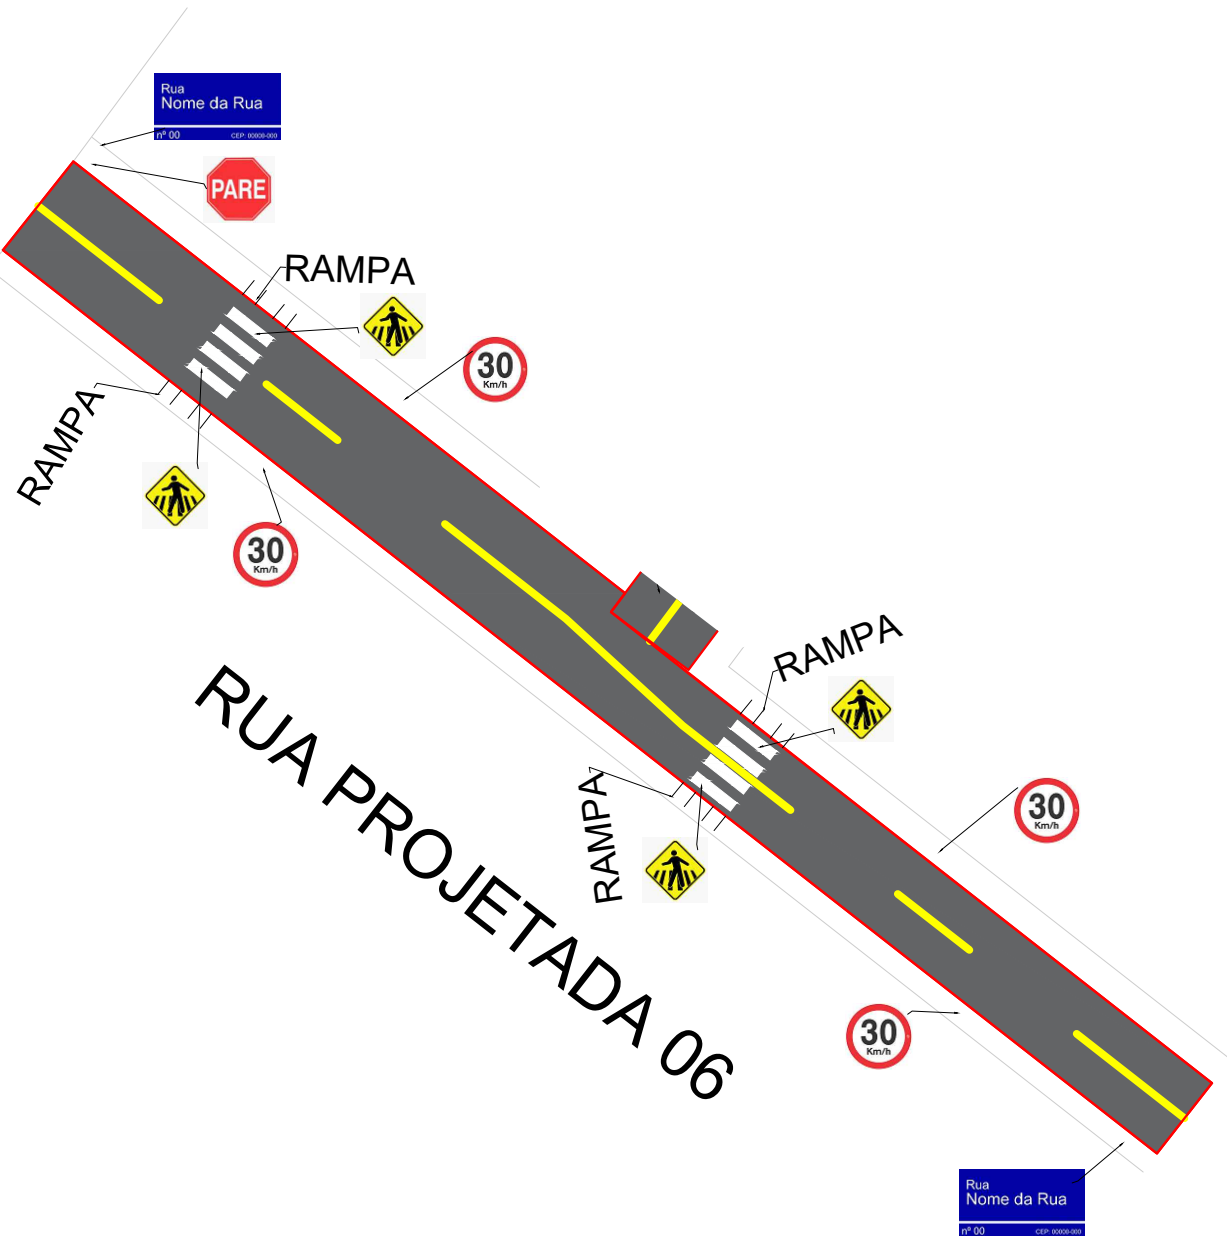 Rua
Nome da Rua
nº 00 CEP: 00000-000
PARE
RAMPA
30
Km/h
RAMPA
30
Km/h
RAMPA
RUA PROJETADA 06
RAMPA
30
Km/h
30
Km/h
Rua
Nome da Rua
nº 00 CEP: 00000-000